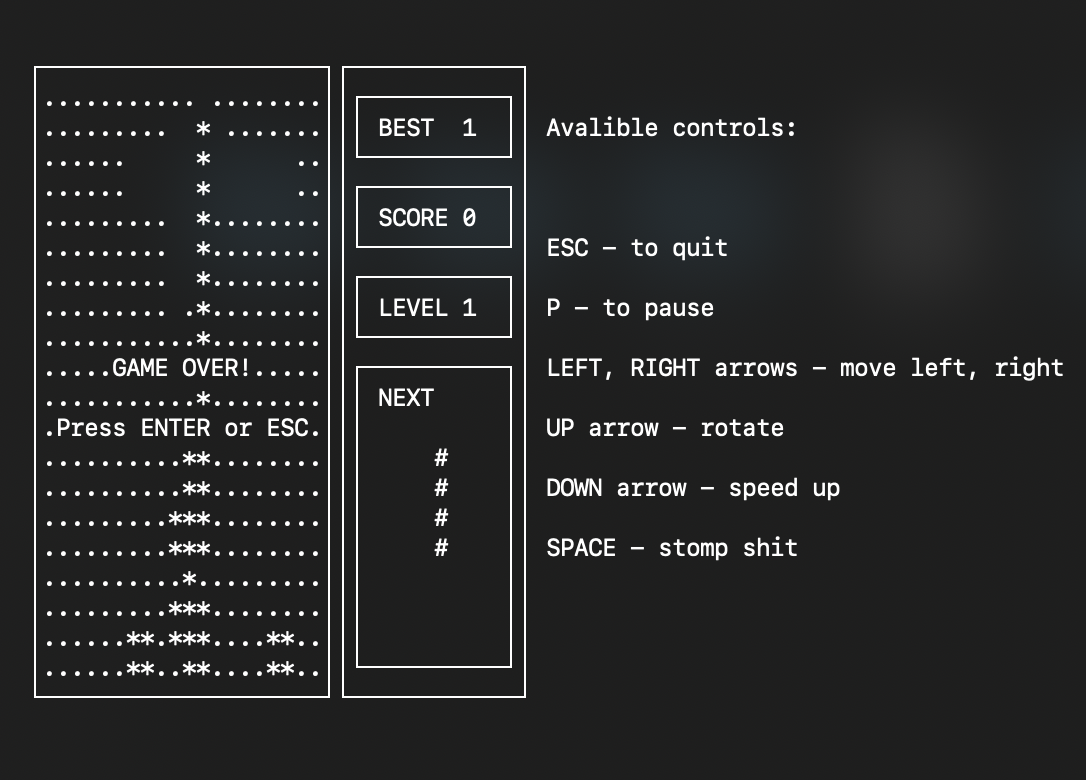 ........... ........
.........  * .......
......     *      ..
......     *      ..
.........  *........
.........  *........
.........  *........
......... .*........
...........*........
.....GAME OVER!.....
...........*........
.Press ENTER or ESC.
..........**........
..........**........
.........***........
.........***........
..........*.........
.........***........
......**.***....**..
......**..**....**..
BEST  1
SCORE 0
LEVEL 1
NEXT
#
#
#
#
Avalible controls:
ESC – to quit
P – to pause
LEFT, RIGHT arrows – move left, right
UP arrow – rotate
DOWN arrow – speed up
SPACE – stomp shit